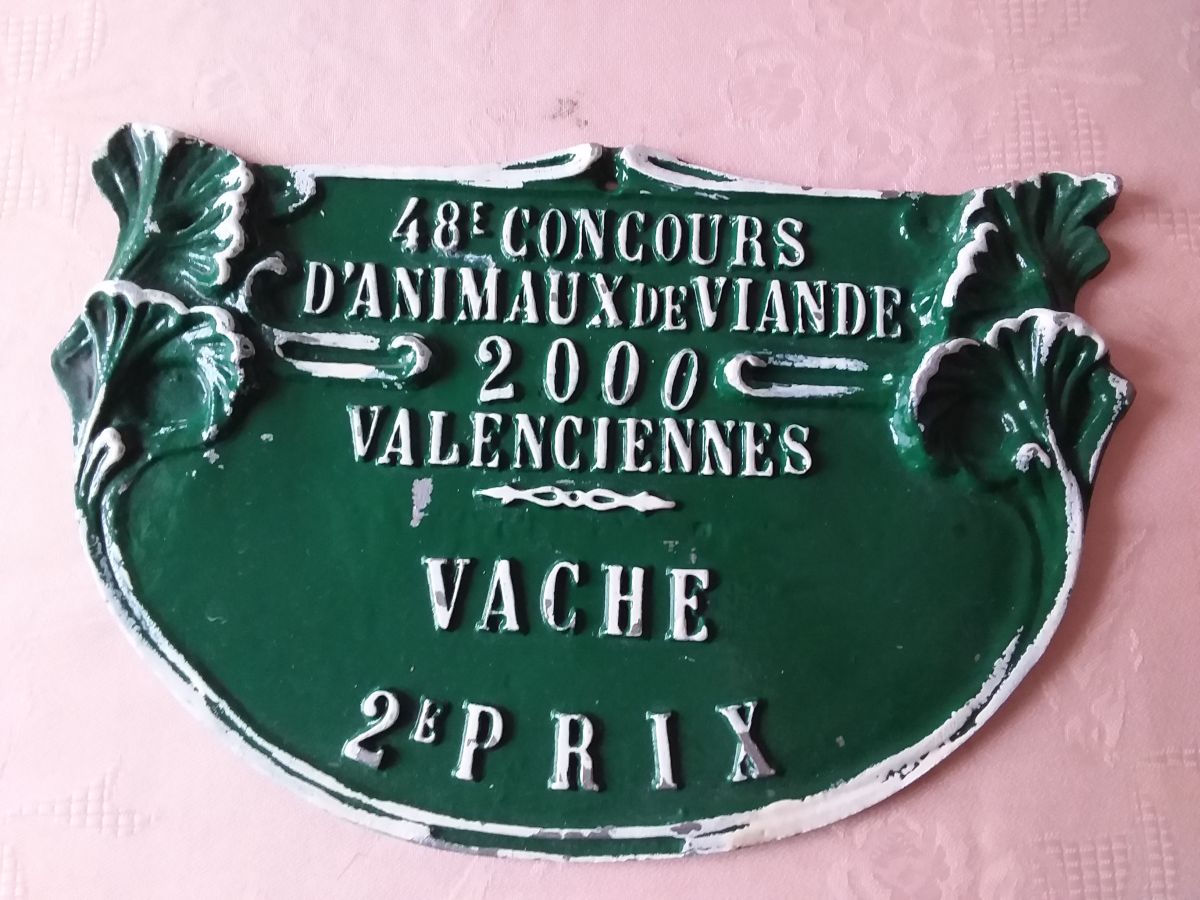 48E CONCOURS
D'ANIMAUX DE VIANDE
2000
VALENCIENNES
VACHE
2E PRIX